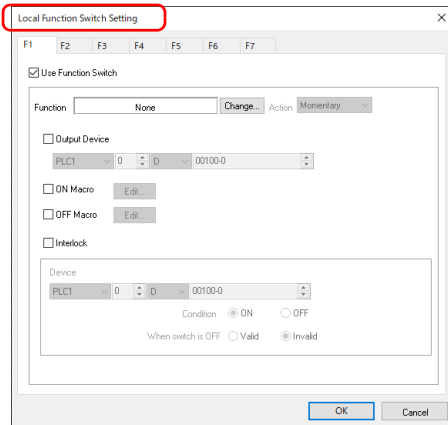 Local Function Switch Setting
F1 F2 F3 F4 F5 F6 F7
Use Function Switch
Function None Change... Action Momentary
Output Device
PLC1 0 D 00100-0
ON Macro Edit...
OFF Macro Edit...
Interlock
Device
PLC1 0 D 00100-0
Condition ON OFF
When switch is OFF Valid Invalid
OK Cancel